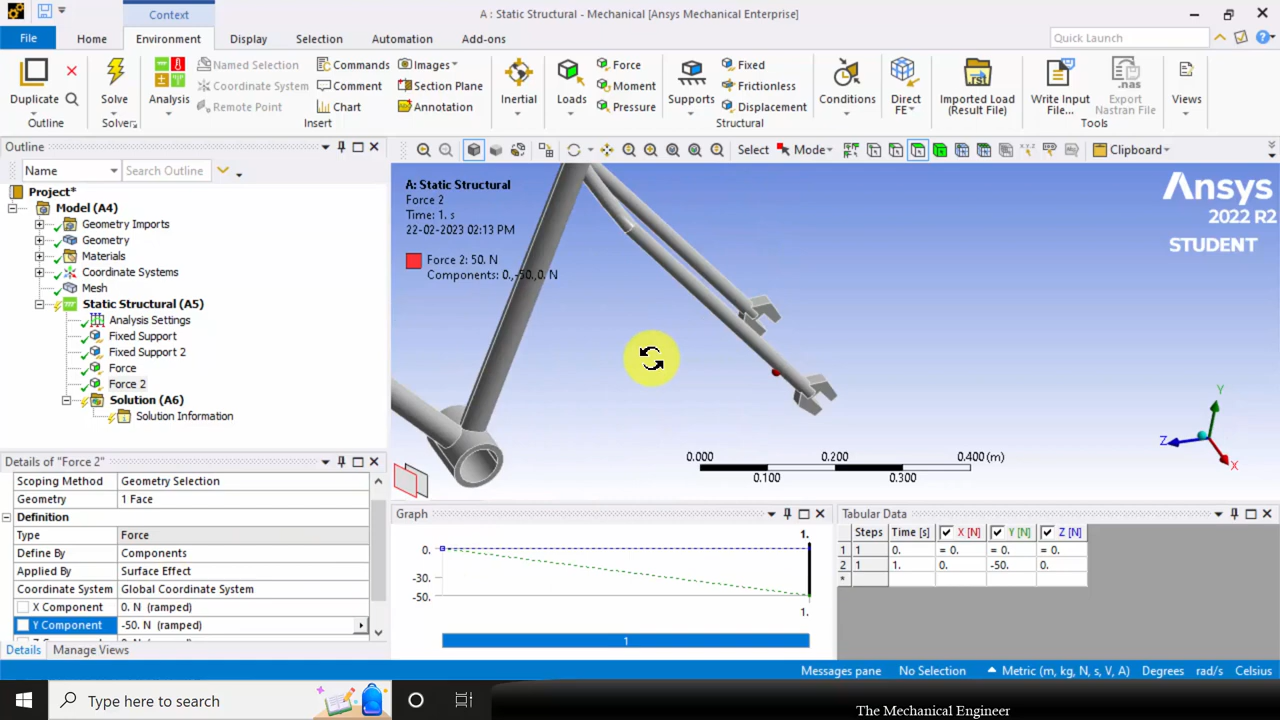 Context
A : Static Structural - Mechanical [Ansys Mechanical Enterprise]
File
Home
Environment
Display
Selection
Automation
Add-ons
Quick Launch
Duplicate
Outline
Solve
Solver
Analysis
Named Selection
Coordinate System
Remote Point
Commands
Comment
Chart
Images
Section Plane
Annotation
Insert
Inertial
Loads
Force
Moment
Pressure
Supports
Fixed
Frictionless
Displacement
Structural
Conditions
Direct
FE
Imported Load
(Result File)
Write Input
File...
Export
Nastran File
Tools
Views
Outline
Name
Search Outline
Select
Mode
Clipboard
Project*
Model (A4)
Geometry Imports
Geometry
Materials
Coordinate Systems
Mesh
Static Structural (A5)
Analysis Settings
Fixed Support
Fixed Support 2
Force
Force 2
Solution (A6)
Solution Information
A: Static Structural
Force 2
Time: 1. s
22-02-2023 02:13 PM
Force 2: 50. N
Components: 0.,-50.,0. N
Ansys
2022 R2
STUDENT
Y
Z
X
0.000
0.200
0.400 (m)
0.100
0.300
Details of "Force 2"
Scoping Method Geometry Selection
Geometry 1 Face
Definition
Type Force
Define By Components
Applied By Surface Effect
Coordinate System Global Coordinate System
X Component 0. N (ramped)
Y Component -50. N (ramped)
Details Manage Views
Graph
1.
0.
-30.
-50.
1.
1
Tabular Data
Steps Time [s] X [N] Y [N] Z [N]
1 1 0. = 0. = 0. = 0.
2 1 1. 0. -50. 0.
*
Messages pane No Selection Metric (m, kg, N, s, V, A) Degrees rad/s Celsius
Type here to search
The Mechanical Engineer